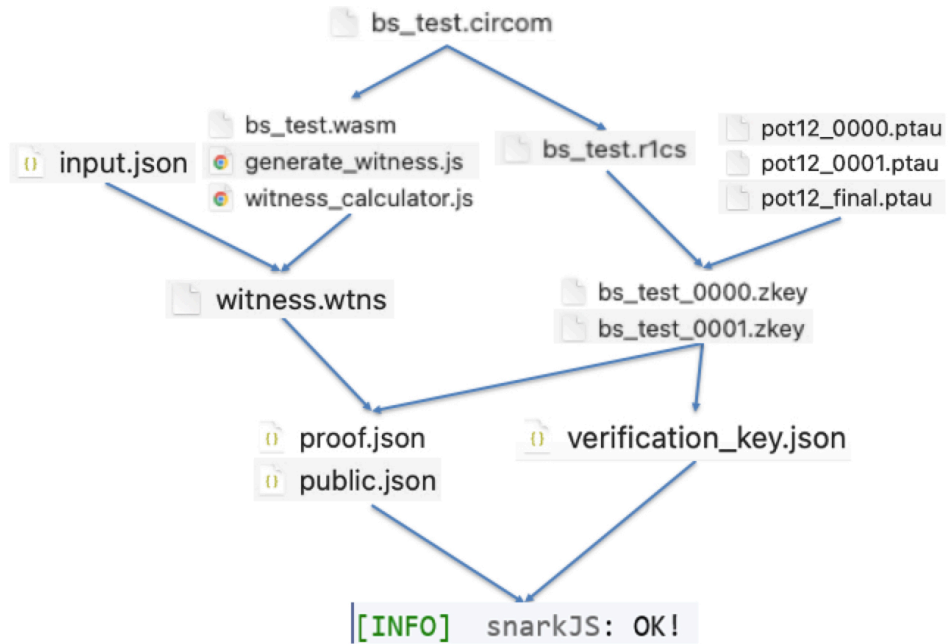 bs_test.circom
bs_test.wasm
generate_witness.js
witness_calculator.js
input.json
bs_test.r1cs
pot12_0000.ptau
pot12_0001.ptau
pot12_final.ptau
witness.wtns
bs_test_0000.zkey
bs_test_0001.zkey
proof.json
public.json
verification_key.json
[INFO] snarkJS: OK!